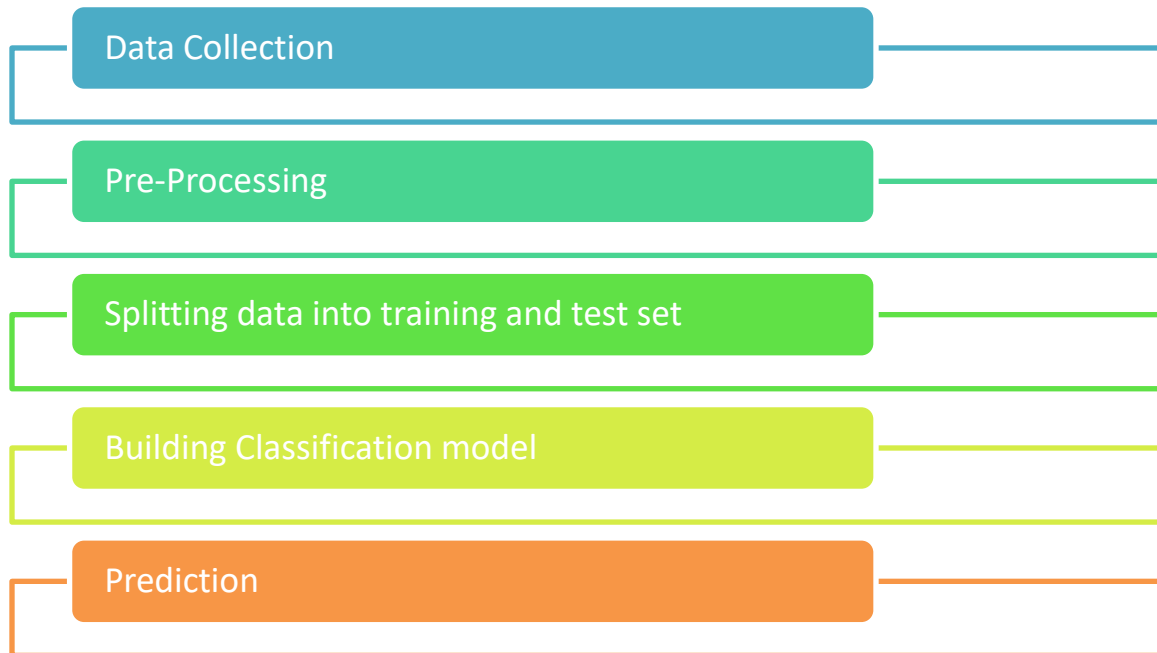 Data Collection
Pre-Processing
Splitting data into training and test set
Building Classification model
Prediction